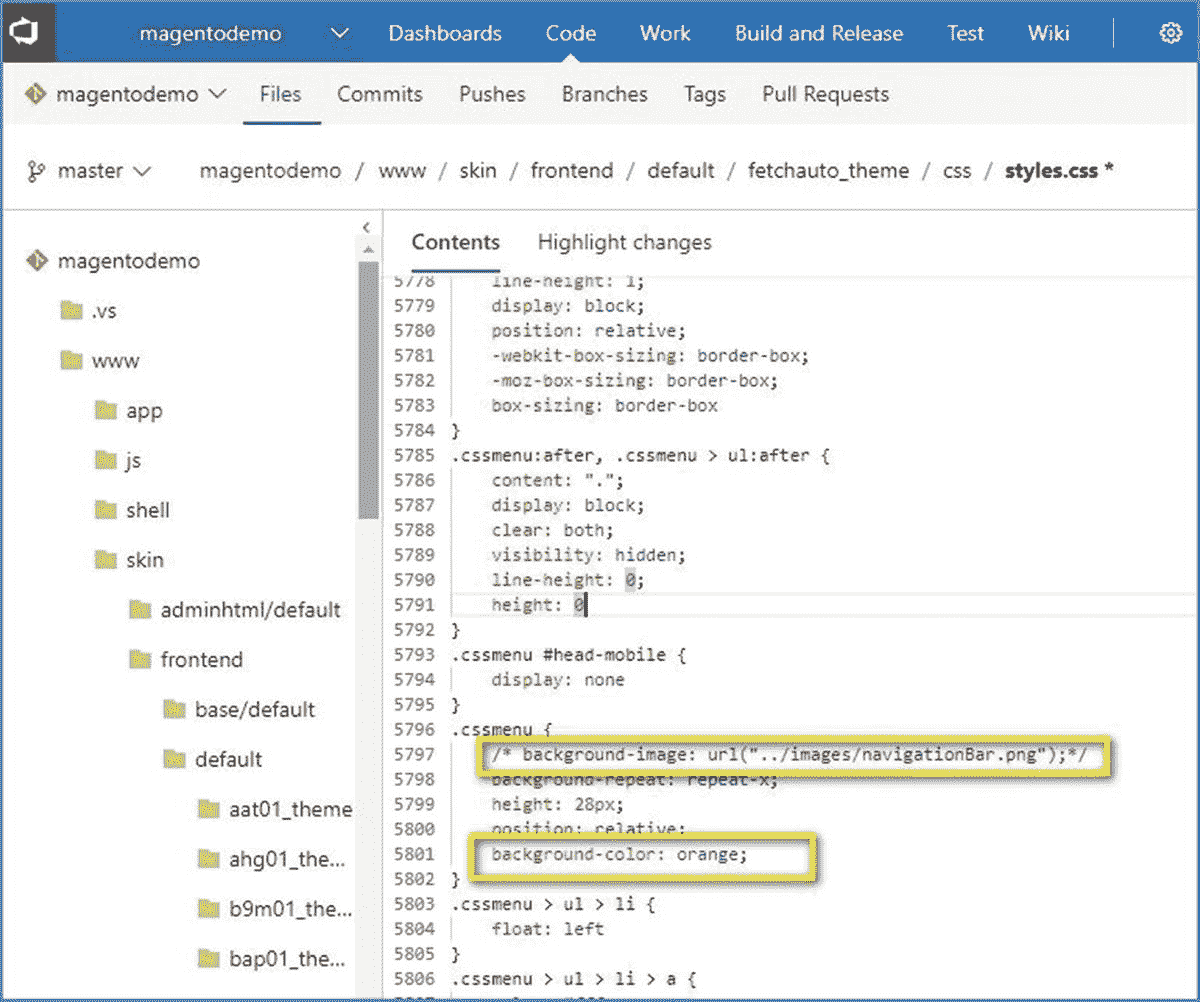 magentodemo Dashboards Code Work Build and Release Test Wiki
magentodemo Files Commits Pushes Branches Tags Pull Requests
master magentodemo / www / skin / frontend / default / fetchauto_theme / css / styles.css *
magentodemo
.vs
www
app
js
shell
skin
adminhtml/default
frontend
base/default
default
aat01_theme
ahg01_the...
b9m01_the...
bap01_the...
Contents Highlight changes
5778 line-height: 1;
5779 display: block;
5780 position: relative;
5781 -webkit-box-sizing: border-box;
5782 -moz-box-sizing: border-box;
5783 box-sizing: border-box
5784 }
5785 .cssmenu:after, .cssmenu > ul:after {
5786 content: ".";
5787 display: block;
5788 clear: both;
5789 visibility: hidden;
5790 line-height: 0;
5791 height: 0
5792 }
5793 .cssmenu #head-mobile {
5794 display: none
5795 }
5796 .cssmenu {
5797 /* background-image: url("../images/navigationBar.png");*/
5798 background-repeat: repeat-x;
5799 height: 28px;
5800 position: relative;
5801 background-color: orange;
5802 }
5803 .cssmenu > ul > li {
5804 float: left
5805 }
5806 .cssmenu > ul > li > a {